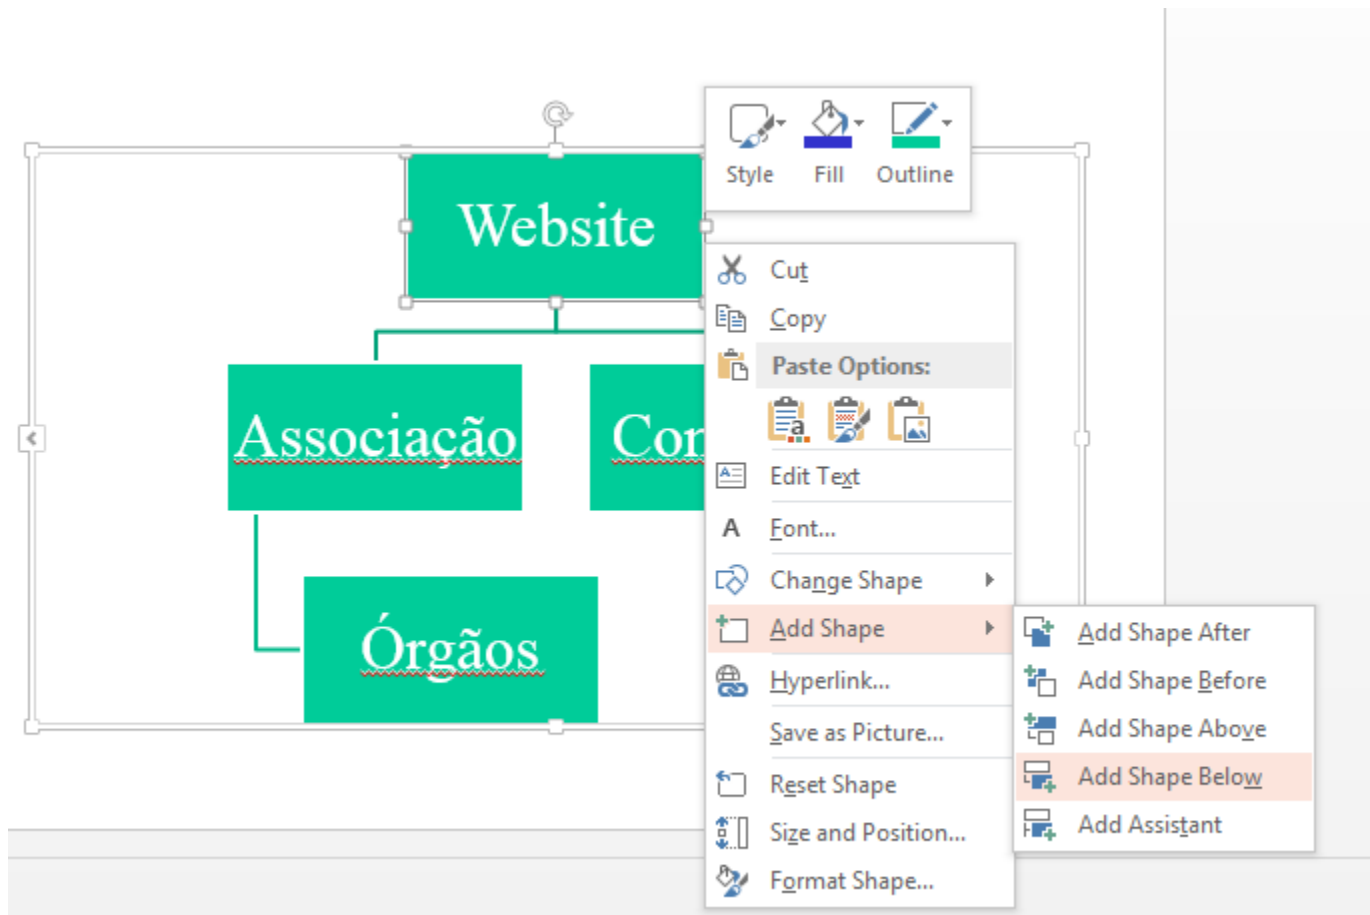 Website
Associação
Cor
Órgãos
Style Fill Outline
Cut
Copy
Paste Options:
a
Edit Text
A Font...
Change Shape
Add Shape
Hyperlink...
Save as Picture...
Reset Shape
Size and Position...
Format Shape...
Add Shape After
Add Shape Before
Add Shape Above
Add Shape Below
Add Assistant